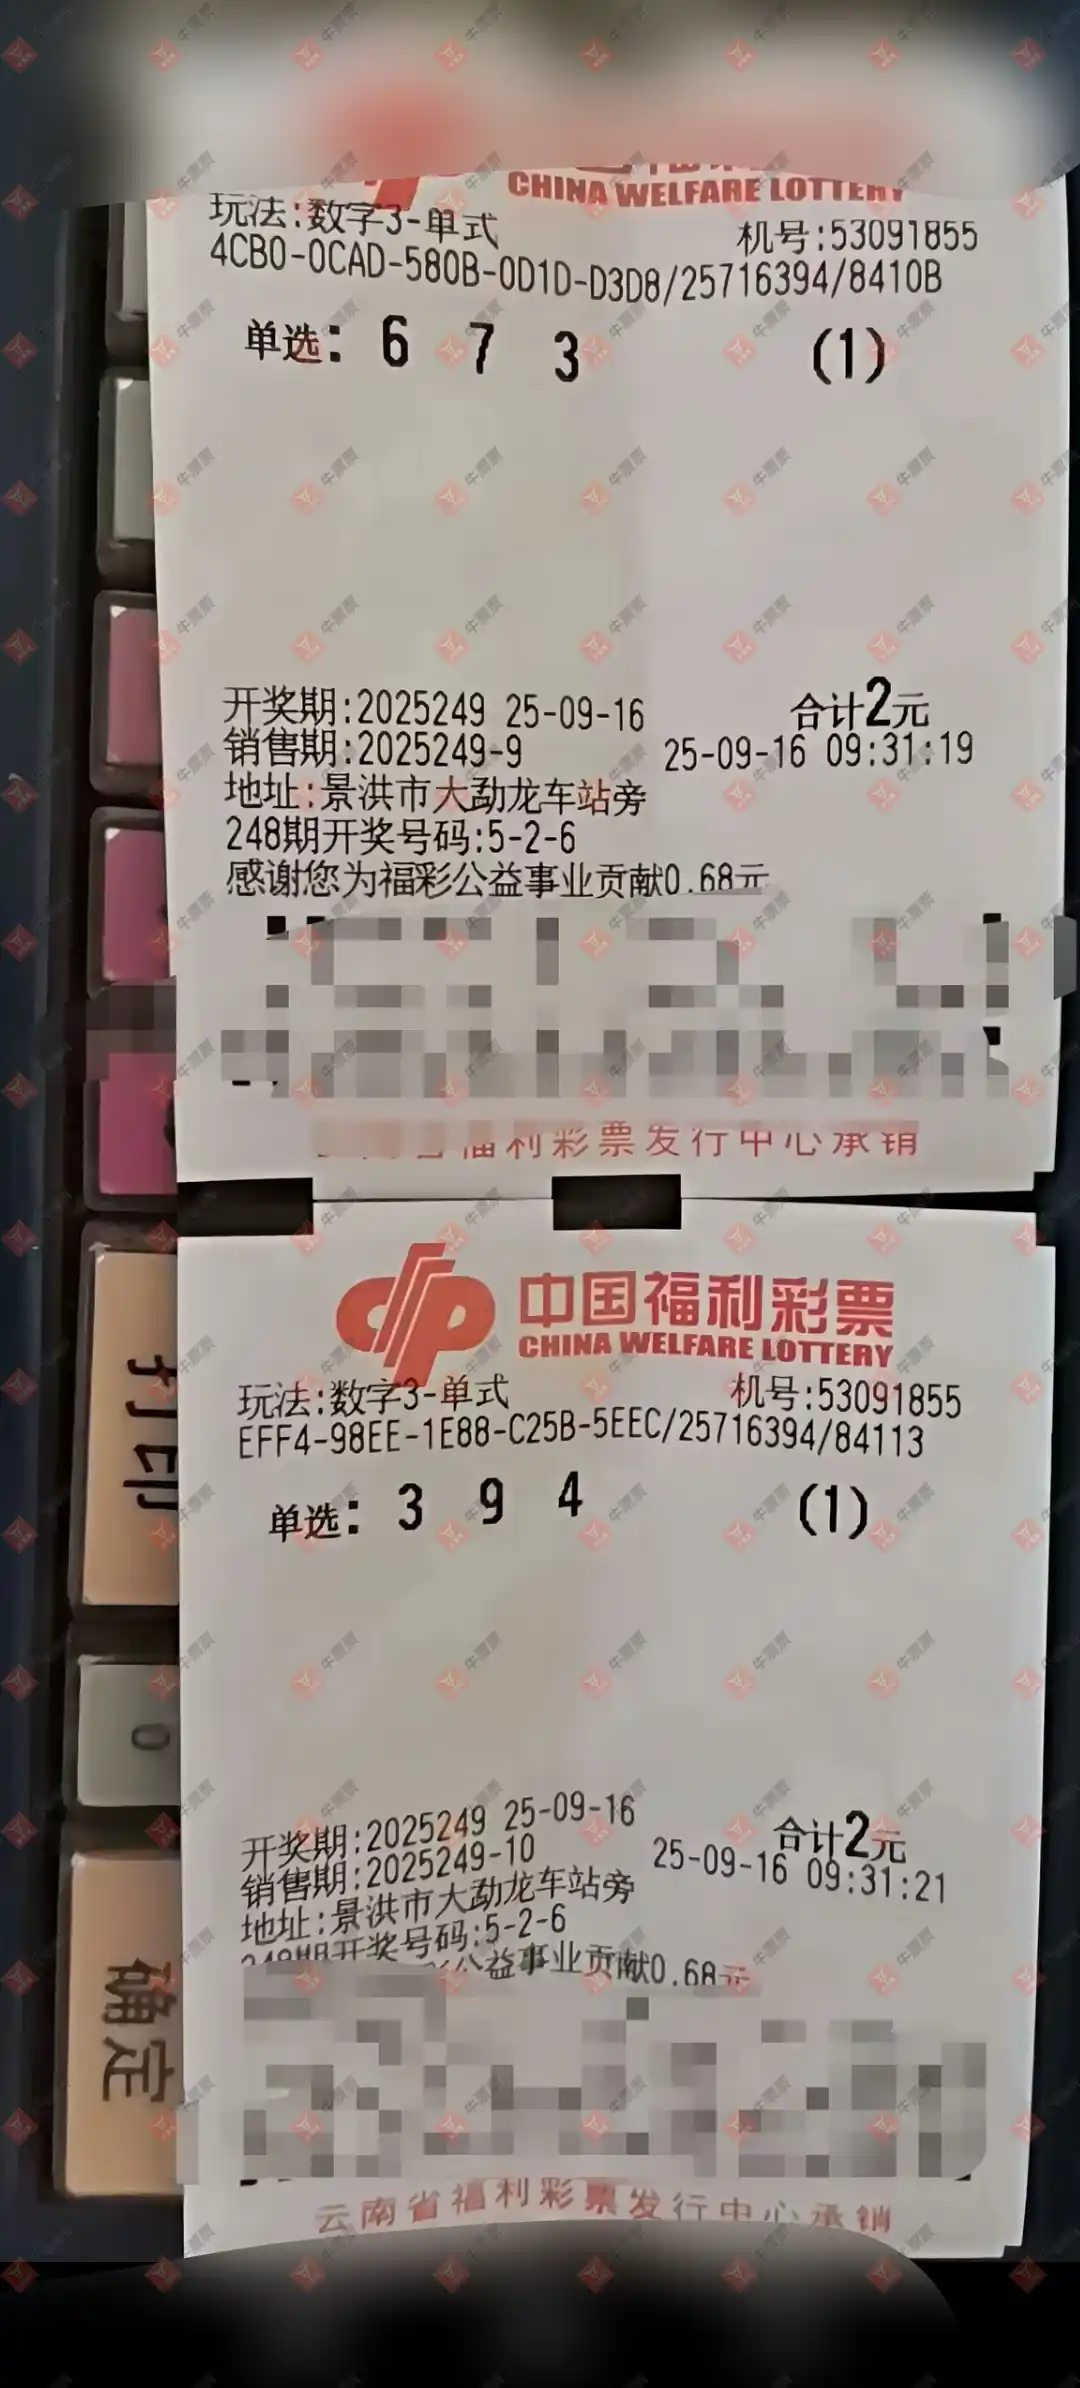 CHINA WELFARE LOTTERY
玩法:数字3-单式 机号:53091855
4CB0-0CAD-580B-0D1D-D3D8/25716394/8410B
单选: 6 7 3 (1)
开奖期:2025249 25-09-16 合计2元
销售期:2025249-9 25-09-16 09:31:19
地址:景洪市大勐龙车站旁
248期开奖号码:5-2-6
感谢您为福彩公益事业贡献0.68元
福利彩票发行中心承销
中国福利彩票
CHINA WELFARE LOTTERY
玩法:数字3-单式 机号:53091855
EFF4-98EE-1E88-C25B-5EEC/25716394/84113
单选: 3 9 4 (1)
开奖期:2025249 25-09-16 合计2元
销售期:2025249-10 25-09-16 09:31:21
地址:景洪市大勐龙车站旁
248期开奖号码:5-2-6
公益事业贡献0.68元
云南省福利彩票发行中心承销
打印
0
确定
牛票票